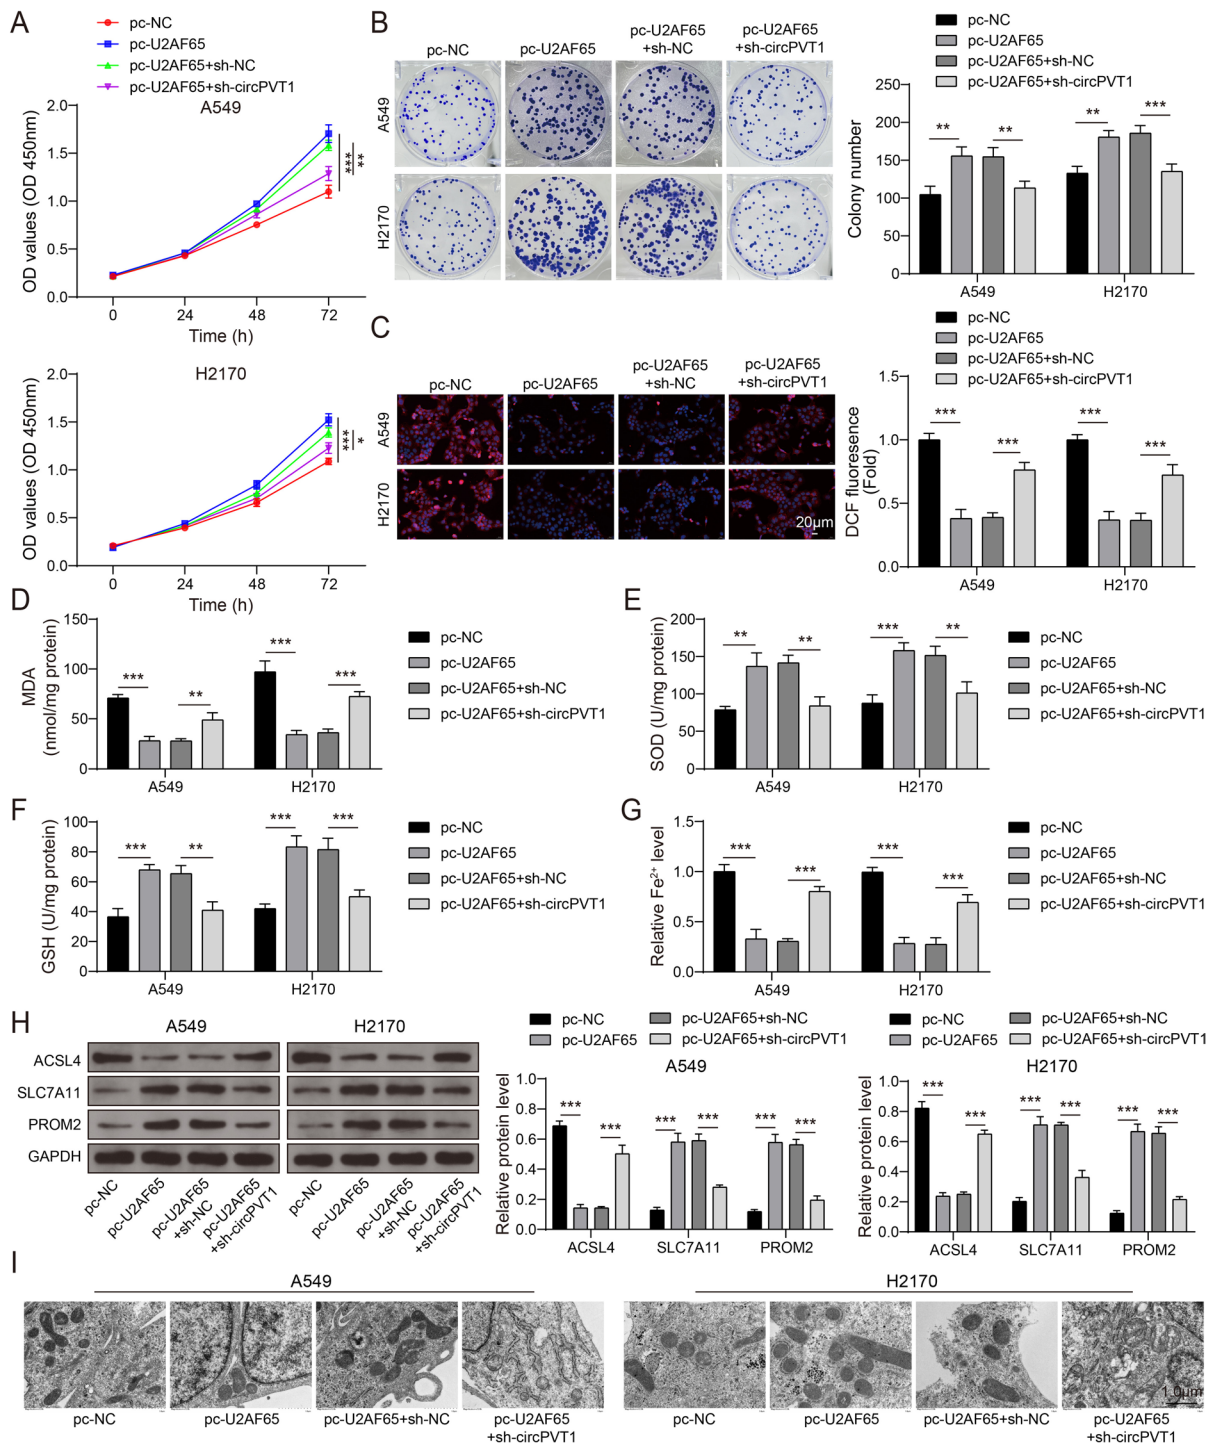 A
pc-NC
pc-U2AF65
pc-U2AF65+sh-NC
pc-U2AF65+sh-circPVT1
A549
OD values (OD 450nm)
2.0
1.5
1.0
0.5
0.0
0 24 48 72
Time (h)
**
***
H2170
OD values (OD 450nm)
2.0
1.5
1.0
0.5
0.0
0 24 48 72
Time (h)
*
***
B
pc-NC
pc-U2AF65
pc-U2AF65
+sh-NC
pc-U2AF65
+sh-circPVT1
A549
H2170
pc-NC
pc-U2AF65
pc-U2AF65+sh-NC
pc-U2AF65+sh-circPVT1
Colony number
250
200
150
100
50
0
** ** ** ***
A549 H2170
C
pc-NC
pc-U2AF65
pc-U2AF65
+sh-NC
pc-U2AF65
+sh-circPVT1
A549
H2170
20μm
pc-NC
pc-U2AF65
pc-U2AF65+sh-NC
pc-U2AF65+sh-circPVT1
DCF fluoresence
(Fold)
1.5
1.0
0.5
0.0
*** *** *** ***
A549 H2170
D
MDA
(nmol/mg protein)
150
100
50
0
*** ** *** ***
A549 H2170
pc-NC
pc-U2AF65
pc-U2AF65+sh-NC
pc-U2AF65+sh-circPVT1
E
SOD (U/mg protein)
200
150
100
50
0
** ** *** **
A549 H2170
pc-NC
pc-U2AF65
pc-U2AF65+sh-NC
pc-U2AF65+sh-circPVT1
F
GSH (U/mg protein)
100
80
60
40
20
0
*** ** *** ***
A549 H2170
pc-NC
pc-U2AF65
pc-U2AF65+sh-NC
pc-U2AF65+sh-circPVT1
G
Relative Fe²⁺ level
1.5
1.0
0.5
0.0
*** *** *** ***
A549 H2170
pc-NC
pc-U2AF65
pc-U2AF65+sh-NC
pc-U2AF65+sh-circPVT1
H
A549 H2170
ACSL4
SLC7A11
PROM2
GAPDH
pc-NC
pc-U2AF65
pc-U2AF65
+sh-NC
pc-U2AF65
+sh-circPVT1
pc-NC
pc-U2AF65
pc-U2AF65
+sh-NC
pc-U2AF65
+sh-circPVT1
pc-NC pc-U2AF65+sh-NC
pc-U2AF65 pc-U2AF65+sh-circPVT1
A549
Relative protein level
1.0
0.8
0.6
0.4
0.2
0.0
*** *** *** *** *** ***
ACSL4 SLC7A11 PROM2
pc-NC pc-U2AF65+sh-NC
pc-U2AF65 pc-U2AF65+sh-circPVT1
H2170
Relative protein level
1.0
0.8
0.6
0.4
0.2
0.0
*** *** *** *** *** ***
ACSL4 SLC7A11 PROM2
I
A549 H2170
1.0μm
pc-NC
pc-U2AF65
pc-U2AF65+sh-NC
pc-U2AF65
+sh-circPVT1
pc-NC
pc-U2AF65
pc-U2AF65+sh-NC
pc-U2AF65
+sh-circPVT1